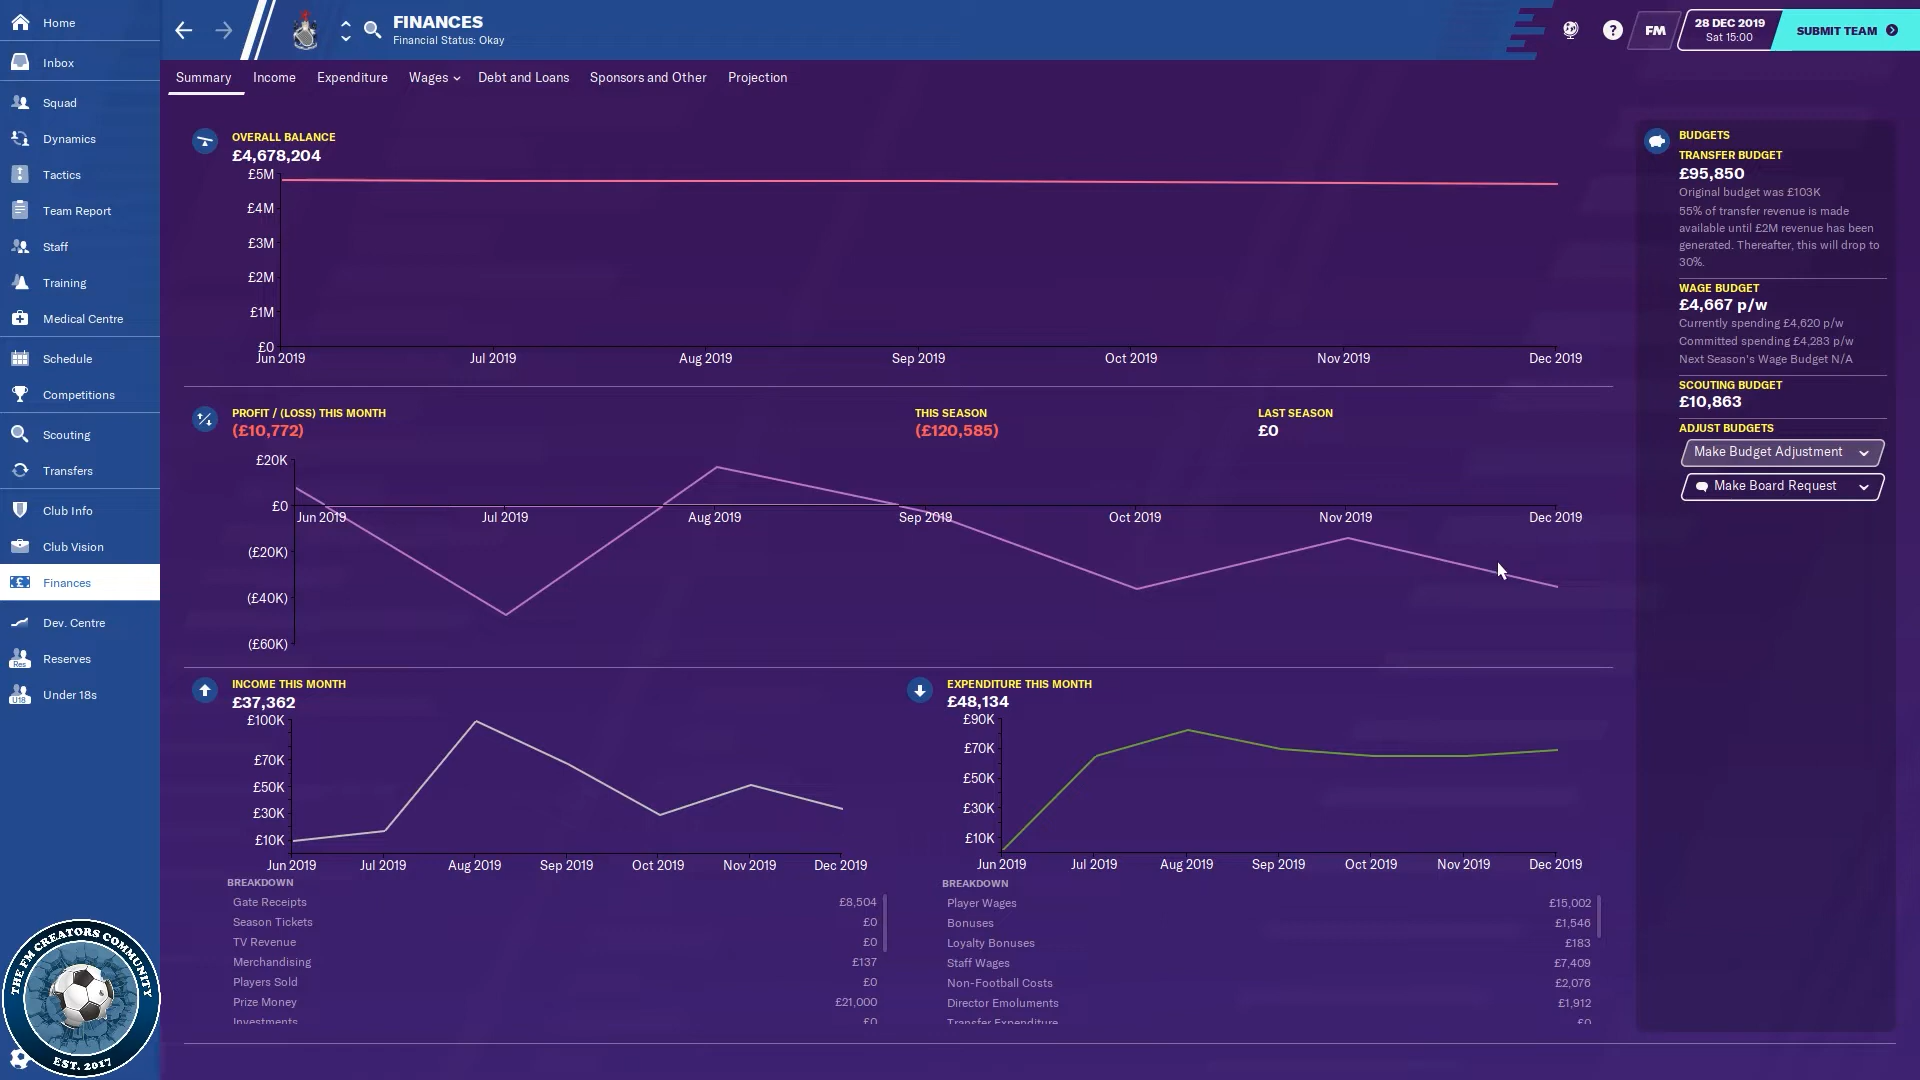 Home
Inbox
Squad
Dynamics
Tactics
Team Report
Staff
Training
Medical Centre
Schedule
Competitions
Scouting
Transfers
Club Info
Club Vision
Finances
Dev. Centre
Res
Reserves
U18
Under 18s
THE FM CREATORS COMMUNITY
EST. 2017
FINANCES
Financial Status: Okay
?
FM
28 DEC 2019
Sat 15:00
SUBMIT TEAM
Summary
Income
Expenditure
Wages
Debt and Loans
Sponsors and Other
Projection
OVERALL BALANCE
£4,678,204
£5M
£4M
£3M
£2M
£1M
£0
Jun 2019
Jul 2019
Aug 2019
Sep 2019
Oct 2019
Nov 2019
Dec 2019
PROFIT / (LOSS) THIS MONTH
(£10,772)
THIS SEASON
(£120,585)
LAST SEASON
£0
£20K
£0
(£20K)
(£40K)
(£60K)
Jun 2019
Jul 2019
Aug 2019
Sep 2019
Oct 2019
Nov 2019
Dec 2019
INCOME THIS MONTH
£37,362
£100K
£70K
£50K
£30K
£10K
Jun 2019
Jul 2019
Aug 2019
Sep 2019
Oct 2019
Nov 2019
Dec 2019
BREAKDOWN
Gate Receipts £8,504
Season Tickets £0
TV Revenue £0
Merchandising £137
Players Sold £0
Prize Money £21,000
Investments £0
EXPENDITURE THIS MONTH
£48,134
£90K
£70K
£50K
£30K
£10K
Jun 2019
Jul 2019
Aug 2019
Sep 2019
Oct 2019
Nov 2019
Dec 2019
BREAKDOWN
Player Wages £15,002
Bonuses £1,546
Loyalty Bonuses £183
Staff Wages £7,409
Non-Football Costs £2,076
Director Emoluments £1,912
Transfer Expenditure £0
BUDGETS
TRANSFER BUDGET
£95,850
Original budget was £103K
55% of transfer revenue is made
available until £2M revenue has been
generated. Thereafter, this will drop to
30%.
WAGE BUDGET
£4,667 p/w
Currently spending £4,620 p/w
Committed spending £4,283 p/w
Next Season's Wage Budget N/A
SCOUTING BUDGET
£10,863
ADJUST BUDGETS
Make Budget Adjustment
Make Board Request